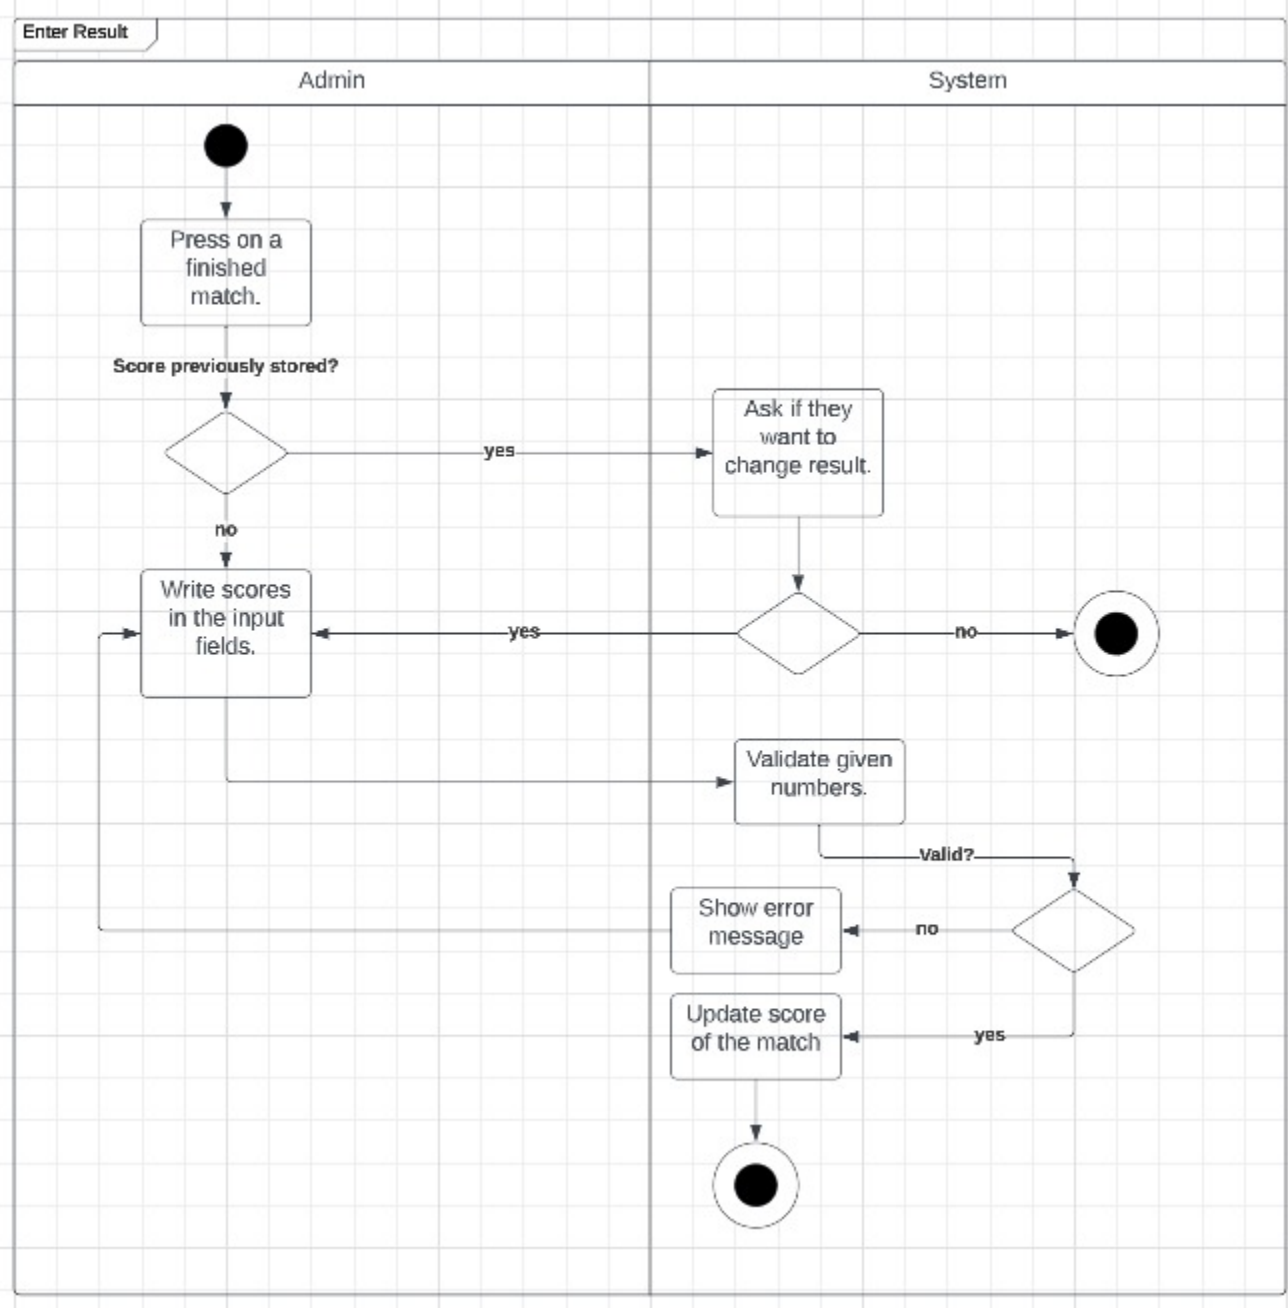 Enter Result
Admin
System
Press on a
finished
match.
Score previously stored?
yes
Ask if they
want to
change result.
no
Write scores
in the input
fields.
yes
no
Validate given
numbers.
Valid?
Show error
message
no
Update score
of the match
yes